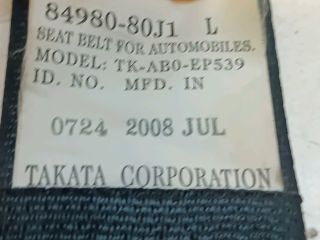 84980-80J1 L
SEAT BELT FOR AUTOMOBILES.
MODEL: TK-AB0-EP539
ID. NO. MFD. IN
0724 2008 JUL
TAKATA CORPORATION